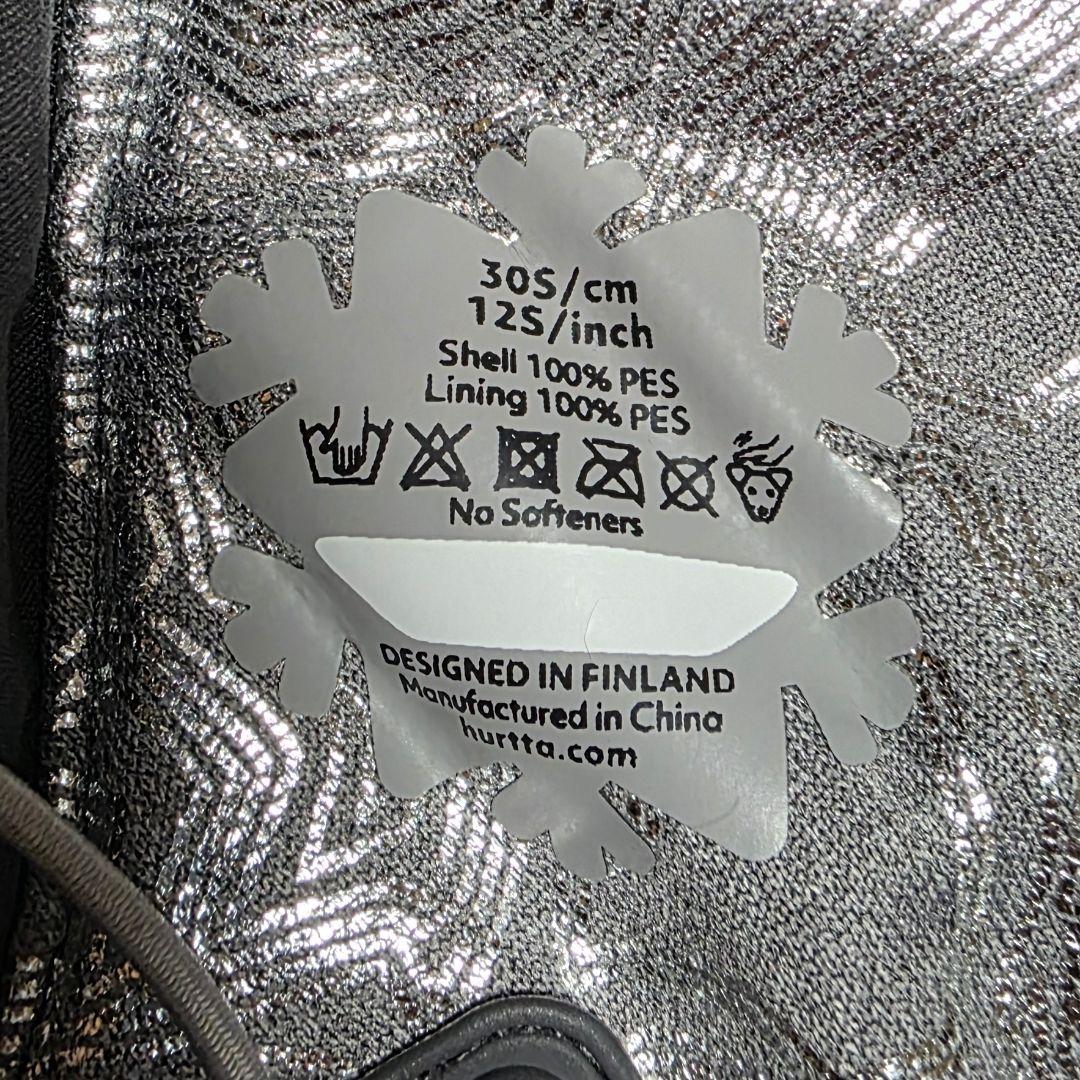 30S/cm
12S/inch
Shell 100% PES
Lining 100% PES
No Softeners
DESIGNED IN FINLAND
Manufactured in China
hurtta.com